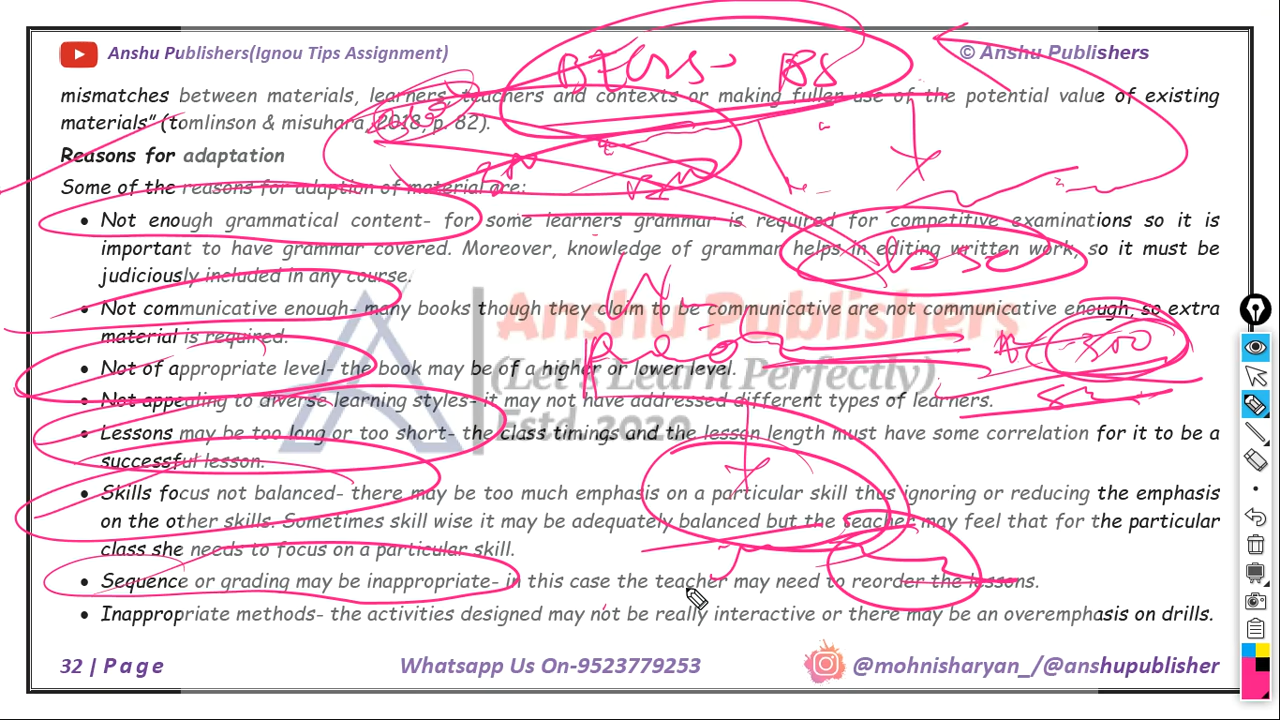 Anshu Publishers(Ignou Tips Assignment)
© Anshu Publishers
mismatches between materials, learners, teachers and contexts or making fuller use of the potential value of existing
materials” (tomlinson & misuhara, 2018, p. 82).
Reasons for adaptation
Some of the reasons for adaption of material are:
• Not enough grammatical content- for some learners grammar is required for competitive examinations so it is
important to have grammar covered. Moreover, knowledge of grammar helps in editing written work, so it must be
judiciously included in any course.
• Not communicative enough- many books though they claim to be communicative are not communicative enough, so extra
material is required.
• Not of appropriate level- the book may be of a higher or lower level.
• Not appealing to diverse learning styles- it may not have addressed different types of learners.
• Lessons may be too long or too short- the class timings and the lesson length must have some correlation for it to be a
successful lesson.
• Skills focus not balanced- there may be too much emphasis on a particular skill thus ignoring or reducing the emphasis
on the other skills. Sometimes skill wise it may be adequately balanced but the teacher may feel that for the particular
class she needs to focus on a particular skill.
• Sequence or grading may be inappropriate- in this case the teacher may need to reorder the lessons.
• Inappropriate methods- the activities designed may not be really interactive or there may be an overemphasis on drills.
Anshu Publishers
(Let's Learn Perfectly)
Estd. 2020
32 | Page
Whatsapp Us On-9523779253
@mohnisharyan_/@anshupublisher